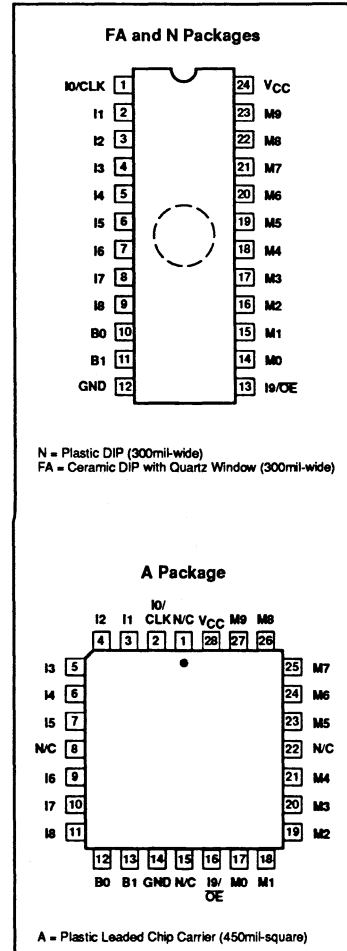 FA and N Packages
I0/CLK 1 24 VCC
I1 2 23 M9
I2 3 22 M8
I3 4 21 M7
I4 5 20 M6
I5 6 19 M5
I6 7 18 M4
I7 8 17 M3
I8 9 16 M2
B0 10 15 M1
B1 11 14 M0
GND 12 13 I9/OE
N = Plastic DIP (300mil-wide)
FA = Ceramic DIP with Quartz Window (300mil-wide)
A Package
I0/
I2 I1 CLK N/C VCC M9 M8
4 3 2 1 28 27 26
I3 5 25 M7
I4 6 24 M6
I5 7 23 M5
N/C 8 22 N/C
I6 9 21 M4
I7 10 20 M3
I8 11 19 M2
12 13 14 15 16 17 18
B0 B1 GND N/C I9/ M0 M1
OE
A = Plastic Leaded Chip Carrier (450mil-square)